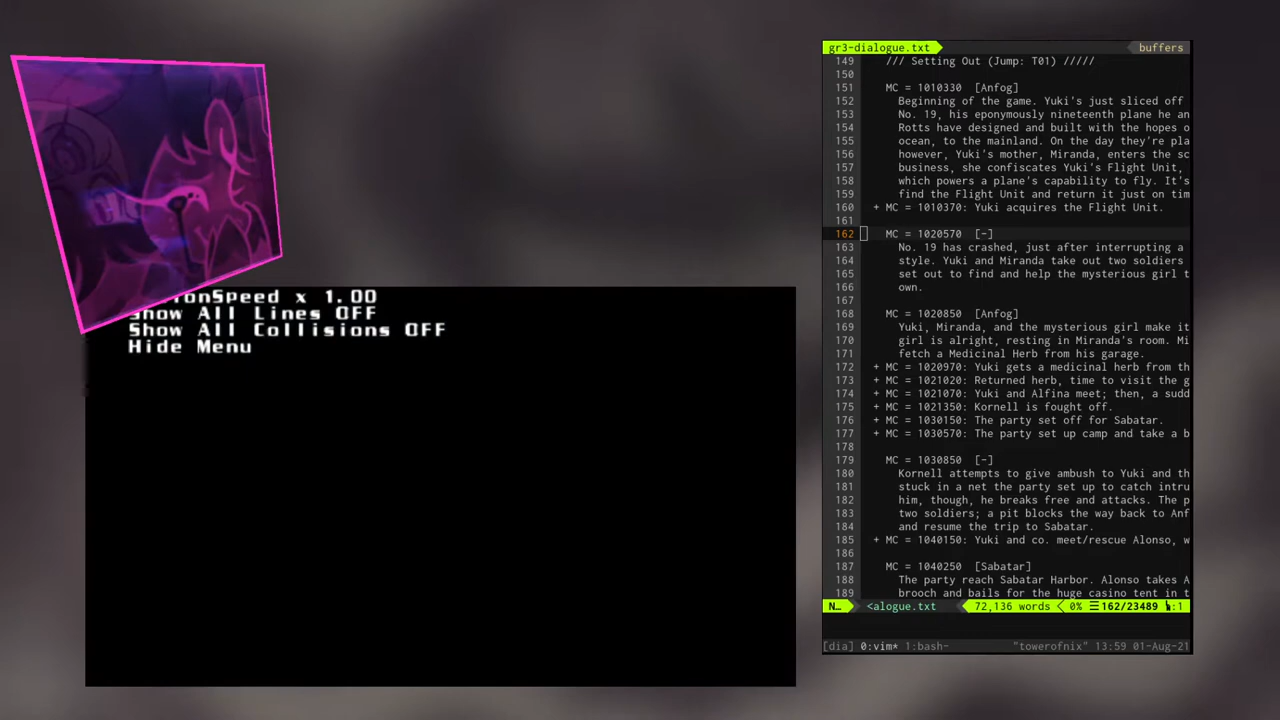 onSpeed x 1.00
Show All Lines OFF
Show All Collisions OFF
Hide Menu
gr3-dialogue.txt buffers
149 /// Setting Out (Jump: T01) /////
150
151 MC = 1010330 [Anfog]
152 Beginning of the game. Yuki's just sliced off
153 No. 19, his eponymously nineteenth plane he an
154 Rotts have designed and built with the hopes o
155 ocean, to the mainland. On the day they're pla
156 however, Yuki's mother, Miranda, enters the sc
157 business, she confiscates Yuki's Flight Unit,
158 which powers a plane's capability to fly. It's
159 find the Flight Unit and return it just on tim
160 + MC = 1010370: Yuki acquires the Flight Unit.
161
162 MC = 1020570 [-]
163 No. 19 has crashed, just after interrupting a
164 style. Yuki and Miranda take out two soldiers
165 set out to find and help the mysterious girl t
166 own.
167
168 MC = 1020850 [Anfog]
169 Yuki, Miranda, and the mysterious girl make it
170 girl is alright, resting in Miranda's room. Mi
171 fetch a Medicinal Herb from his garage.
172 + MC = 1020970: Yuki gets a medicinal herb from th
173 + MC = 1021020: Returned herb, time to visit the g
174 + MC = 1021070: Yuki and Alfina meet; then, a sudd
175 + MC = 1021350: Kornell is fought off.
176 + MC = 1030150: The party set off for Sabatar.
177 + MC = 1030570: The party set up camp and take a b
178
179 MC = 1030850 [-]
180 Kornell attempts to give ambush to Yuki and th
181 stuck in a net the party set up to catch intru
182 him, though, he breaks free and attacks. The p
183 two soldiers; a pit blocks the way back to Anf
184 and resume the trip to Sabatar.
185 + MC = 1040150: Yuki and co. meet/rescue Alonso, w
186
187 MC = 1040250 [Sabatar]
188 The party reach Sabatar Harbor. Alonso takes A
189 brooch and bails for the huge casino tent in t
N… <alogue.txt 72,136 words 0% ☰162/23489 :1
[dia] 0:vim* 1:bash- "towerofnix" 13:59 01-Aug-21